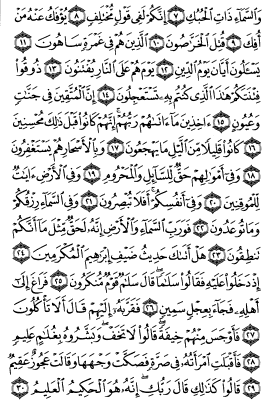 وَالسَّمَاءِ ذَاتِ الْحُبُكِ ﴿٧﴾ إِنَّكُمْ لَفِي قَوْلٍ مُّخْتَلِفٍ ﴿٨﴾ يُؤْفَكُ عَنْهُ مَنْ
أُفِكَ ﴿٩﴾ قُتِلَ الْخَرَّاصُونَ ﴿١٠﴾ الَّذِينَ هُمْ فِي غَمْرَةٍ سَاهُونَ ﴿١١﴾
يَسْأَلُونَ أَيَّانَ يَوْمُ الدِّينِ ﴿١٢﴾ يَوْمَ هُمْ عَلَى النَّارِ يُفْتَنُونَ ﴿١٣﴾ ذُوقُوا
فِتْنَتَكُمْ هَٰذَا الَّذِي كُنتُم بِهِ تَسْتَعْجِلُونَ ﴿١٤﴾ إِنَّ الْمُتَّقِينَ فِي جَنَّاتٍ
وَعُيُونٍ ﴿١٥﴾ آخِذِينَ مَا آتَاهُمْ رَبُّهُمْ إِنَّهُمْ كَانُوا قَبْلَ ذَٰلِكَ مُحْسِنِينَ
﴿١٦﴾ كَانُوا قَلِيلًا مِّنَ اللَّيْلِ مَا يَهْجَعُونَ ﴿١٧﴾ وَبِالْأَسْحَارِ هُمْ يَسْتَغْفِرُونَ
﴿١٨﴾ وَفِي أَمْوَالِهِمْ حَقٌّ لِّلسَّائِلِ وَالْمَحْرُومِ ﴿١٩﴾ وَفِي الْأَرْضِ آيَاتٌ
لِّلْمُوقِنِينَ ﴿٢٠﴾ وَفِي أَنفُسِكُمْ أَفَلَا تُبْصِرُونَ ﴿٢١﴾ وَفِي السَّمَاءِ رِزْقُكُمْ
وَمَا تُوعَدُونَ ﴿٢٢﴾ فَوَرَبِّ السَّمَاءِ وَالْأَرْضِ إِنَّهُ لَحَقٌّ مِّثْلَ مَا أَنَّكُمْ
تَنطِقُونَ ﴿٢٣﴾ هَلْ أَتَاكَ حَدِيثُ ضَيْفِ إِبْرَاهِيمَ الْمُكْرَمِينَ ﴿٢٤﴾
إِذْ دَخَلُوا عَلَيْهِ فَقَالُوا سَلَامًا قَالَ سَلَامٌ قَوْمٌ مُّنكَرُونَ ﴿٢٥﴾ فَرَاغَ إِلَىٰ
أَهْلِهِ فَجَاءَ بِعِجْلٍ سَمِينٍ ﴿٢٦﴾ فَقَرَّبَهُ إِلَيْهِمْ قَالَ أَلَا تَأْكُلُونَ
﴿٢٧﴾ فَأَوْجَسَ مِنْهُمْ خِيفَةً قَالُوا لَا تَخَفْ وَبَشَّرُوهُ بِغُلَامٍ عَلِيمٍ
﴿٢٨﴾ فَأَقْبَلَتِ امْرَأَتُهُ فِي صَرَّةٍ فَصَكَّتْ وَجْهَهَا وَقَالَتْ عَجُوزٌ عَقِيمٌ
﴿٢٩﴾ قَالُوا كَذَٰلِكِ قَالَ رَبُّكِ إِنَّهُ هُوَ الْحَكِيمُ الْعَلِيمُ ﴿٣٠﴾